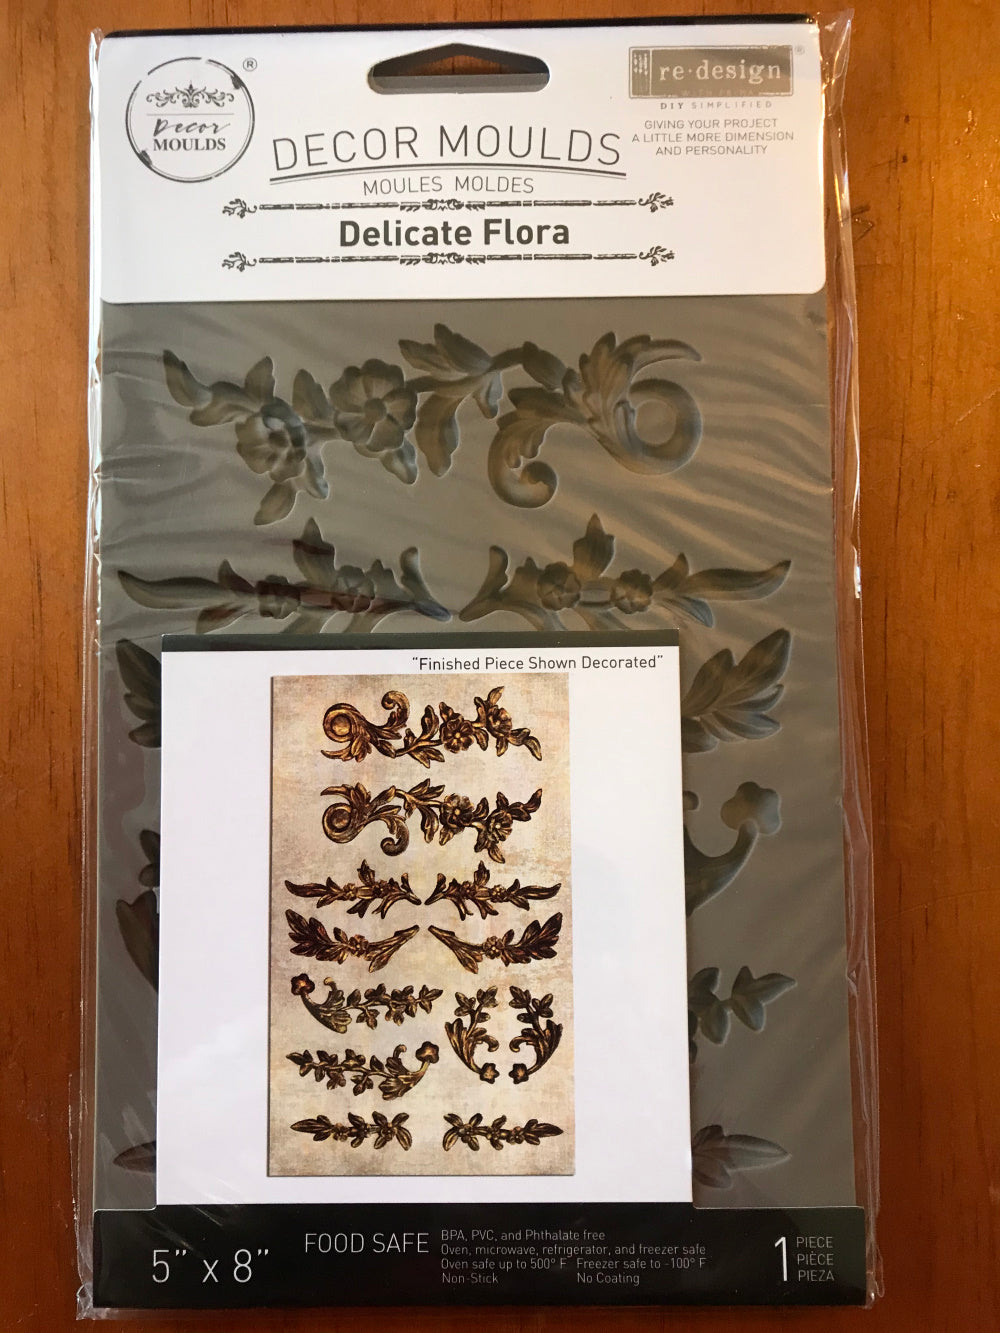 Decor
MOULDS
®
re·design
WITH PRIMA
®
DIY SIMPLIFIED
GIVING YOUR PROJECT
A LITTLE MORE DIMENSION
AND PERSONALITY
DECOR MOULDS
MOULES MOLDES
Delicate Flora
"Finished Piece Shown Decorated"
5" x 8"
FOOD SAFE
BPA, PVC, and Phthalate free
Oven, microwave, refrigerator, and freezer safe
Oven safe up to 500° F Freezer safe to -100° F
Non-Stick No Coating
1 PIECE
PIÈCE
PIEZA